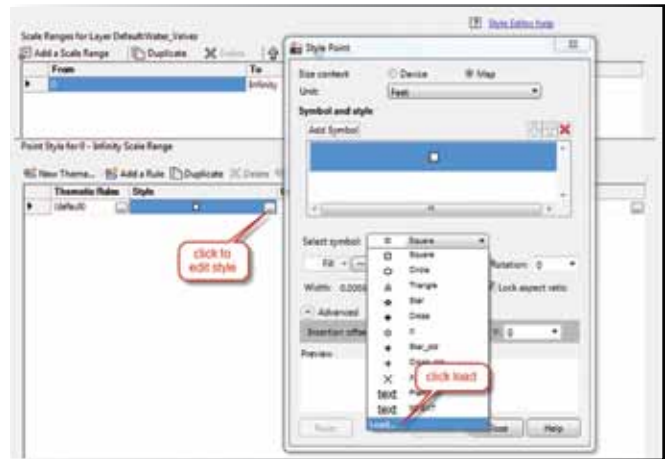 Style Editor help
Scale Ranges for Layer Default:Water_Valves
Add a Scale Range Duplicate Delete
From To
0 Infinity
Point Style for 0 - Infinity Scale Range
New Theme... Add a Rule Duplicate Delete
Thematic Rules Style
(default)
click to
edit style
Style Point
Size context Device Map
Unit: Feet
Symbol and style
Add Symbol
Select symbol: Square
Square
Circle
Triangle
Star
Cross
X
Fill
Rotation: 0
Width: Lock aspect ratio
Advanced
Insertion offset Y: 0
Preview
text
text
click load
Load...
Close Help